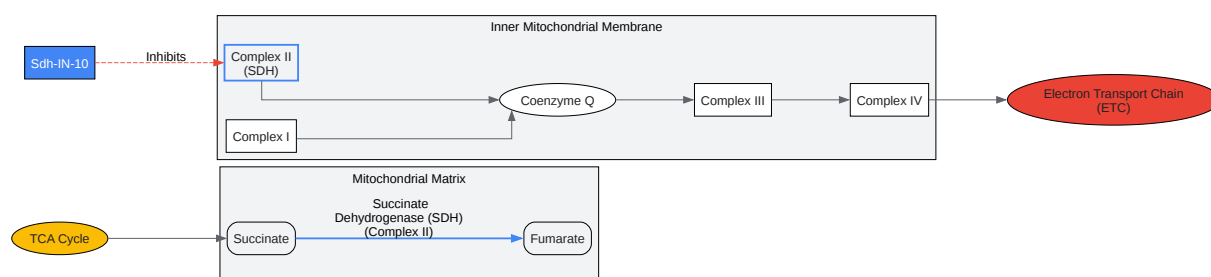 Inner Mitochondrial Membrane
Sdh-IN-10
Inhibits
Complex II
(SDH)
Coenzyme Q
Complex III
Complex IV
Electron Transport Chain
(ETC)
Complex I
Mitochondrial Matrix
TCA Cycle
Succinate
Succinate
Dehydrogenase (SDH)
(Complex II)
Fumarate